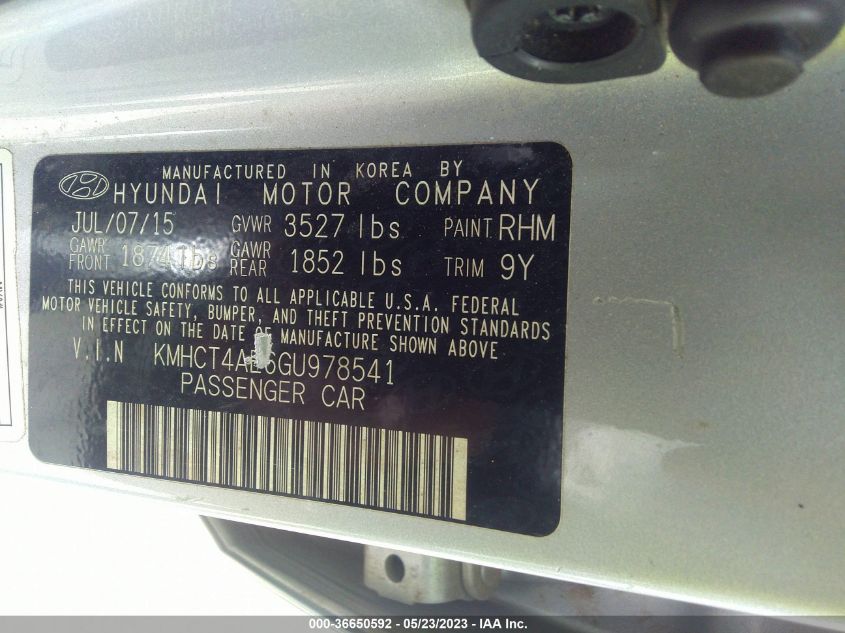 MANUFACTURED IN KOREA BY
HYUNDAI MOTOR COMPANY
JUL/07/15 GVWR 3527 lbs PAINT RHM
GAWR FRONT 1874 lbs GAWR REAR 1852 lbs TRIM 9Y
THIS VEHICLE CONFORMS TO ALL APPLICABLE U.S.A. FEDERAL
MOTOR VEHICLE SAFETY, BUMPER, AND THEFT PREVENTION STANDARDS
IN EFFECT ON THE DATE OF MANUFACTURE SHOWN ABOVE
V.I.N KMHCT4AE6GU978541
PASSENGER CAR
000-36650592 - 05/23/2023 - IAA Inc.